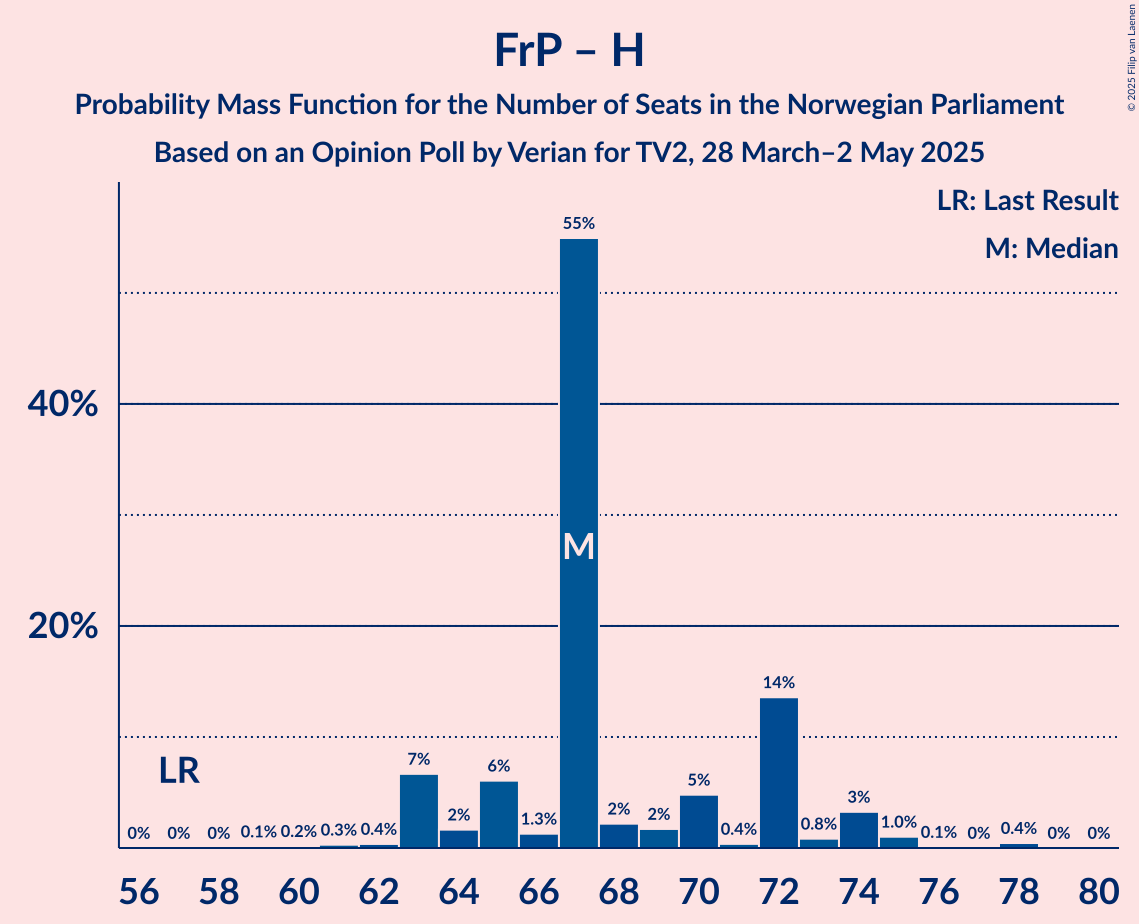 FrP – H
Probability Mass Function for the Number of Seats in the Norwegian Parliament
Based on an Opinion Poll by Verian for TV2, 28 March–2 May 2025
© 2025 Filip van Laenen
LR: Last Result
M: Median
55%
40%
M
20%
14%
LR
7%
6%
5%
3%
0% 0% 0% 0.1% 0.2% 0.3% 0.4% 2% 1.3% 2% 2% 0.4% 0.8% 1.0% 0.1% 0% 0.4% 0% 0%
56 58 60 62 64 66 68 70 72 74 76 78 80